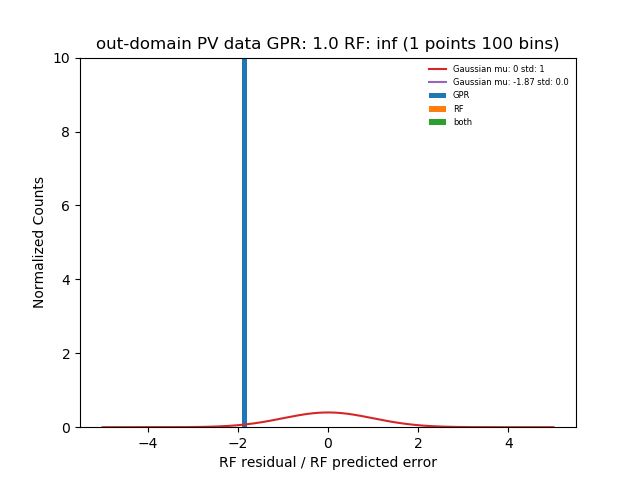 out-domain PV data GPR: 1.0 RF: inf (1 points 100 bins)
Gaussian mu: 0 std: 1
Gaussian mu: -1.87 std: 0.0
GPR
RF
both
Normalized Counts
10
8
6
4
2
0
−4 −2 0 2 4
RF residual / RF predicted error